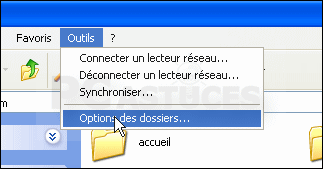 Favoris Outils ?
Connecter un lecteur réseau...
Déconnecter un lecteur réseau...
Synchroniser...
Options des dossiers...
accueil